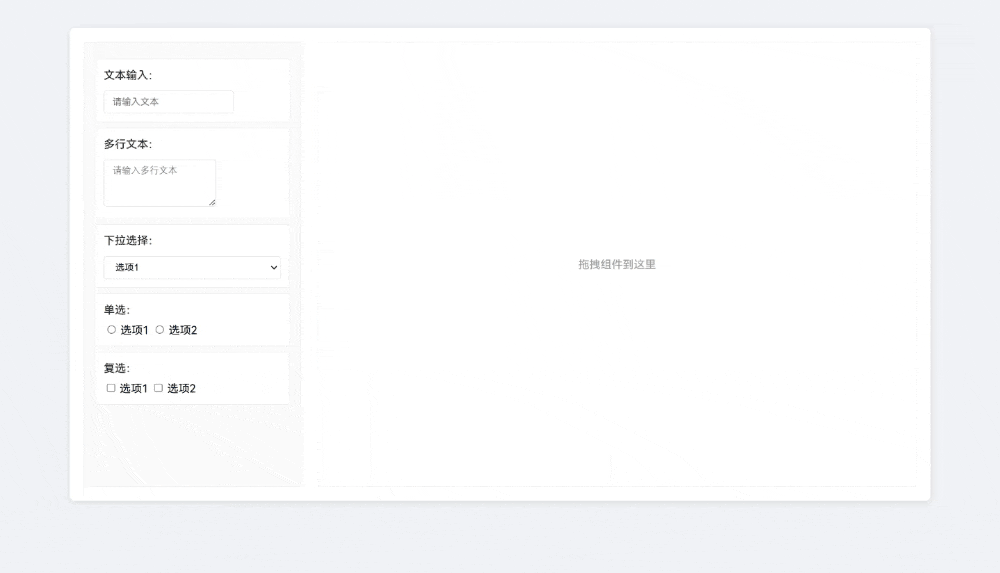 文本输入：
请输入文本
多行文本：
请输入多行文本
下拉选择：
选项1
单选：
选项1 选项2
复选：
选项1 选项2
拖拽组件到这里